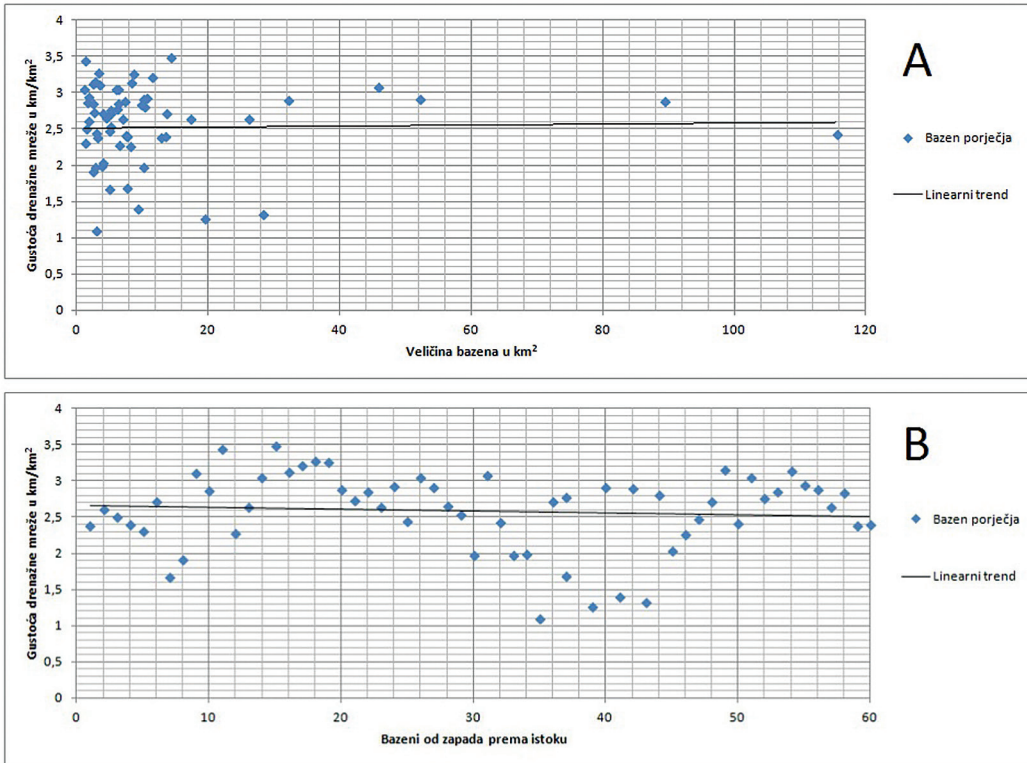 A
Gustoća drenažne mreže u km/km²
4
3,5
3
2,5
2
1,5
1
0,5
0
0 20 40 60 80 100 120
Veličina bazena u km²
Bazen porječja
Linearni trend
B
Gustoća drenažne mreže u km/km²
4
3,5
3
2,5
2
1,5
1
0,5
0
0 10 20 30 40 50 60
Bazeni od zapada prema istoku
Bazen porječja
Linearni trend